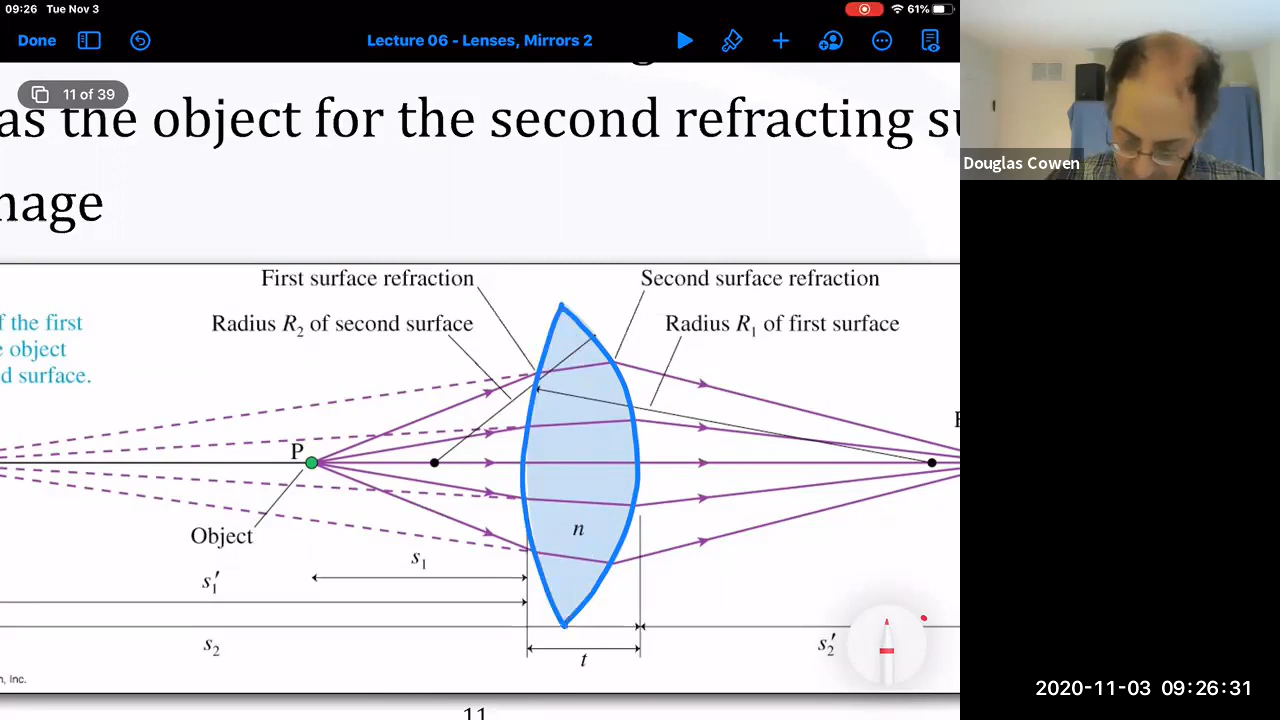 09:26 Tue Nov 3
61%
Done
Lecture 06 - Lenses, Mirrors 2
11 of 39
as the object for the second refracting
Douglas Cowen
First surface refraction
Second surface refraction
f the first
Radius R₂ of second surface
Radius R₁ of first surface
object
d surface.
P
Object
n
s₁
s₁′
s₂
s₂′
t
n, Inc.
11
2020-11-03 09:26:31